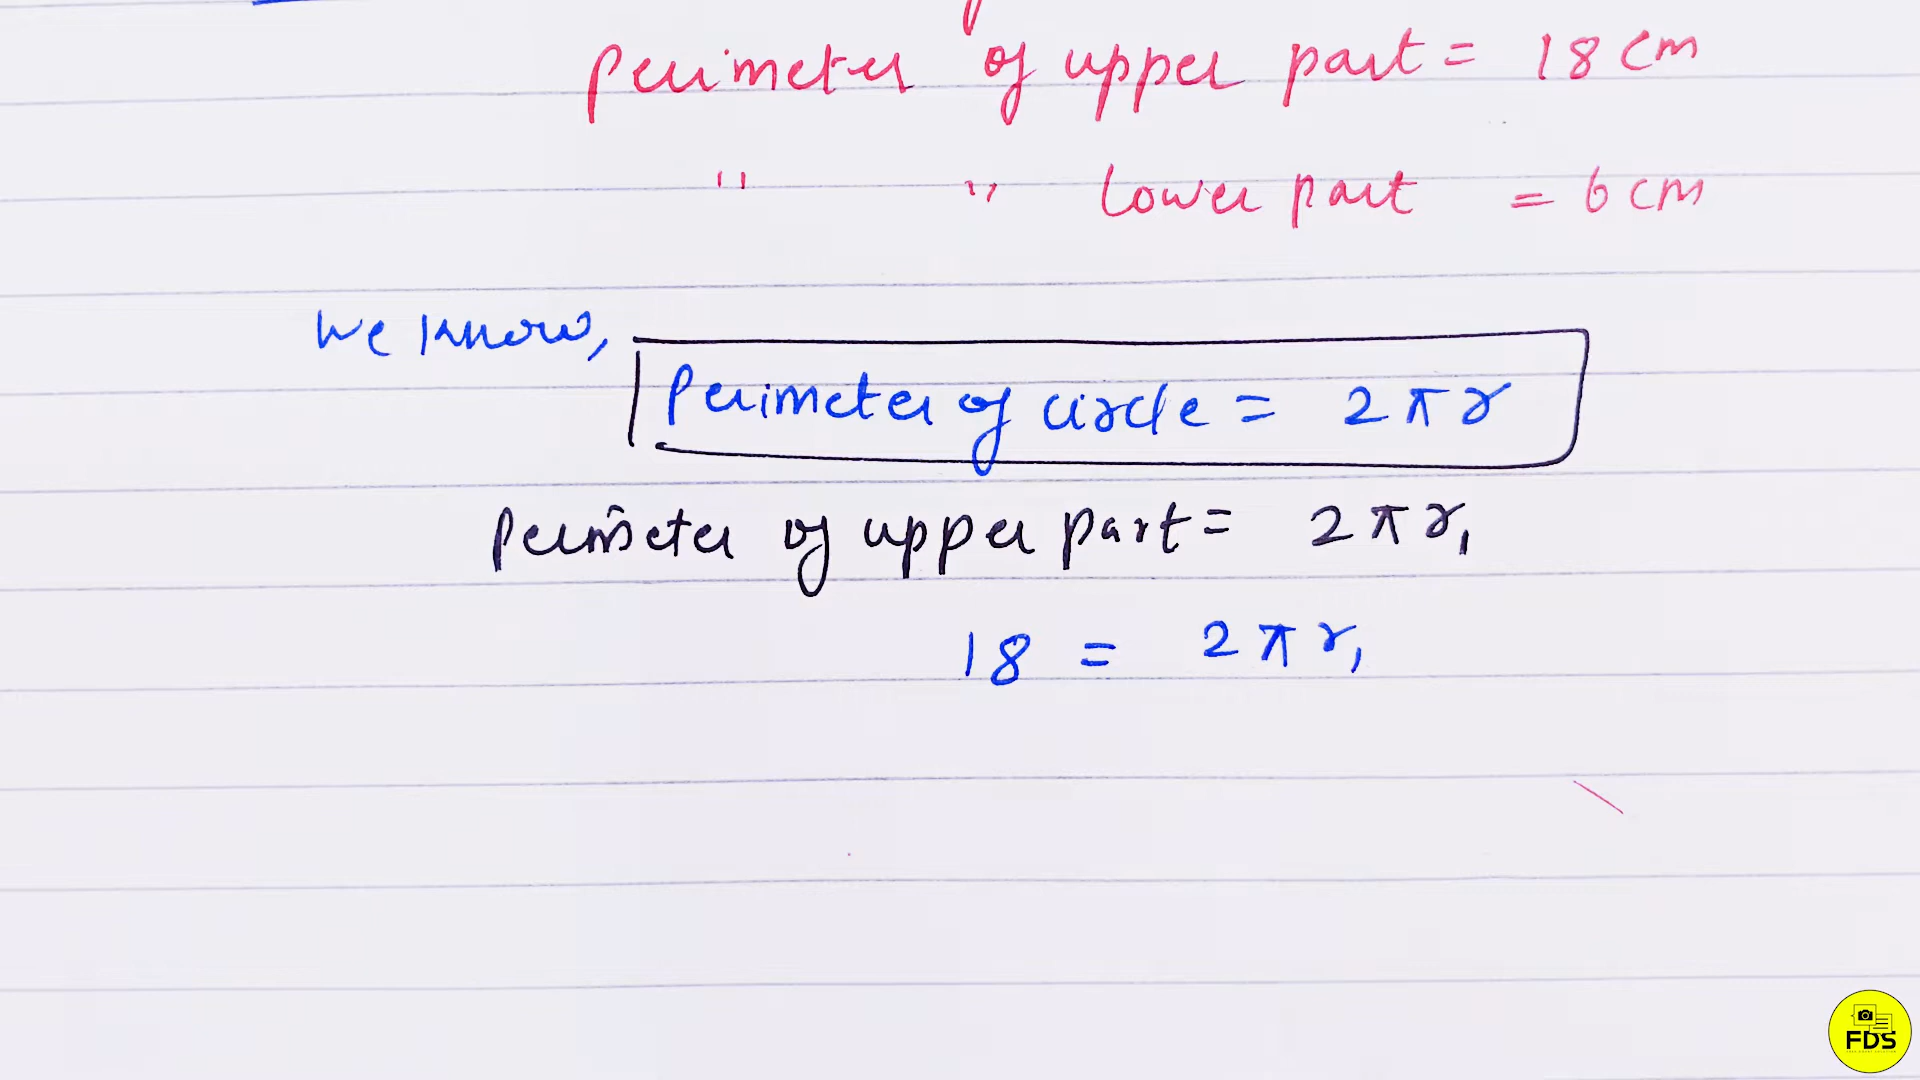 Perimeter of upper part = 18 cm
" " lower part = 6 cm
We know,
Perimeter of circle = 2πr
Perimeter of upper part = 2πr₁
18 = 2πr₁
FDS